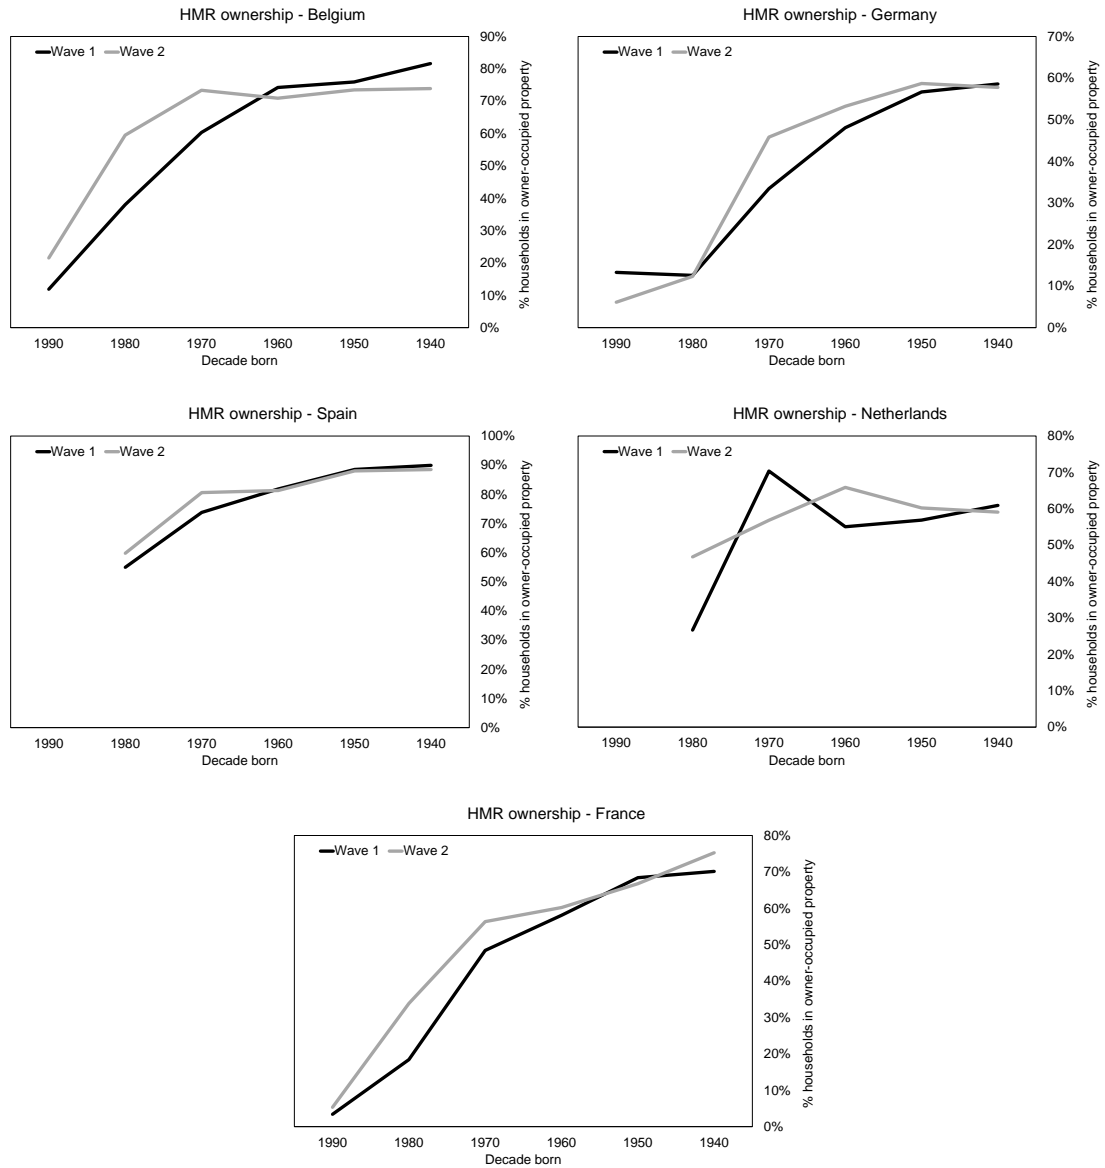 HMR ownership - Belgium
Wave 1 Wave 2
90%
80%
70%
60%
50%
40%
30%
20%
10%
0%
% households in owner-occupied property
1990 1980 1970 1960 1950 1940
Decade born
HMR ownership - Germany
Wave 1 Wave 2
70%
60%
50%
40%
30%
20%
10%
0%
% households in owner-occupied property
1990 1980 1970 1960 1950 1940
Decade born
HMR ownership - Spain
Wave 1 Wave 2
100%
90%
80%
70%
60%
50%
40%
30%
20%
10%
0%
% households in owner-occupied property
1990 1980 1970 1960 1950 1940
Decade born
HMR ownership - Netherlands
Wave 1 Wave 2
80%
70%
60%
50%
40%
30%
20%
10%
0%
% households in owner-occupied property
1990 1980 1970 1960 1950 1940
Decade born
HMR ownership - France
Wave 1 Wave 2
80%
70%
60%
50%
40%
30%
20%
10%
0%
% households in owner-occupied property
1990 1980 1970 1960 1950 1940
Decade born